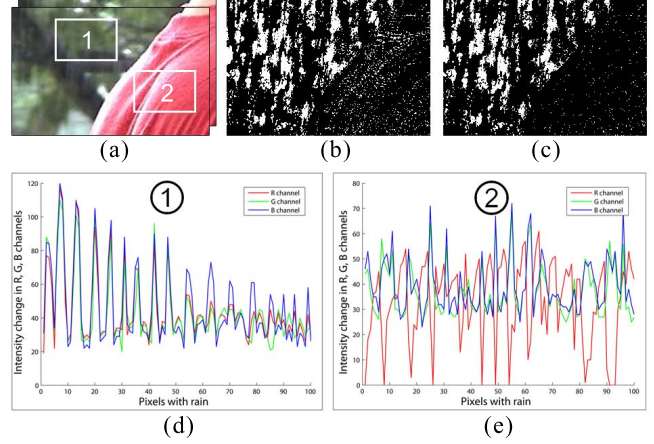 1
2
(a)
(b)
(c)
1
R channel
G channel
B channel
Intensity change in R, G, B channels
120
100
80
60
40
20
0
0 10 20 30 40 50 60 70 80 90 100
Pixels with rain
(d)
2
R channel
G channel
B channel
Intensity change in R, G, B channels
80
70
60
50
40
30
20
10
0
0 10 20 30 40 50 60 70 80 90 100
Pixels with rain
(e)